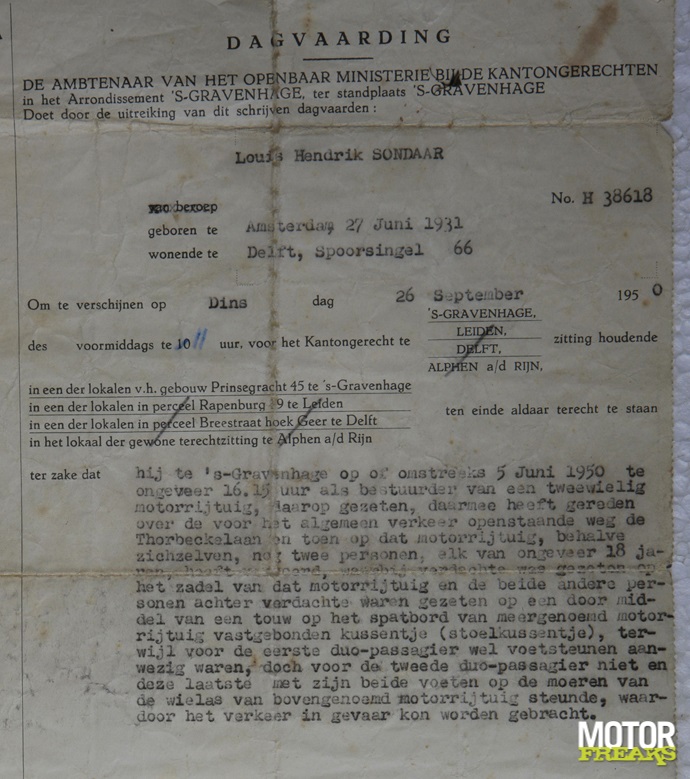 DAGVAARDING
DE AMBTENAAR VAN HET OPENBAAR MINISTERIE BIJ DE KANTONGERECHTEN
in het Arrondissement 'S-GRAVENHAGE, ter standplaats 'S-GRAVENHAGE
Doet door de uitreiking van dit schrijven dagvaarden:
Louis Hendrik SONDAAR
No. H 38618
van beroep
geboren te Amsterdam, 27 Juni 1931
wonende te Delft, Spoorsingel 66
Om te verschijnen op Dins dag 26 September 1950
'S-GRAVENHAGE,
LEIDEN,
des voormiddags te 10 11 uur, voor het Kantongerecht te zitting houdende
DELFT,
ALPHEN a/d RIJN,
in een der lokalen v.h. gebouw Prinsegracht 45 te 's-Gravenhage
in een der lokalen in perceel Rapenburg 19 te Leiden
ten einde aldaar terecht te staan
in een der lokalen in perceel Breestraat hoek Geer te Delft
in het lokaal der gewone terechtzitting te Alphen a/d Rijn
ter zake dat hij te 's-Gravenhage op of omstreeks 5 Juni 1950 te
ongeveer 16.15 uur als bestuurder van een tweewielig
motorrijtuig, daarop gezeten, daarmee heeft gereden
over de voor het algemeen verkeer openstaande weg de
Thorbeckelaan en toen op dat motorrijtuig, behalve
zichzelven, nog twee personen, elk van ongeveer 18 ja-
ren, heeft vervoerd, waarbij verdachte was gezeten op
het zadel van dat motorrijtuig en de beide andere per-
sonen achter verdachte waren gezeten op een door mid-
del van een touw op het spatbord van meergenoemd motor-
rijtuig vastgebonden kussentje (stoelkussentje), ter-
wijl voor de eerste duo-passagier wel voetsteunen aan-
wezig waren, doch voor de tweede duo-passagier niet en
deze laatste met zijn beide voeten op de moeren van
de wielas van bovengenoemd motorrijtuig steunde, waar-
door het verkeer in gevaar kon worden gebracht.
MOTOR
FREAKS